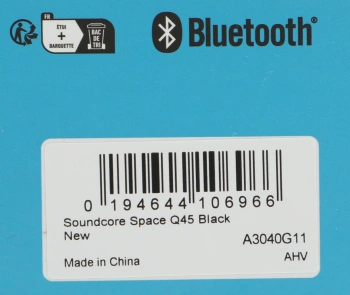 FR
ÉTUI
+
BARQUETTE
BAC
DE
TRI
Bluetooth®
0 194644 106966
Soundcore Space Q45 Black
New
A3040G11
Made in China
AHV